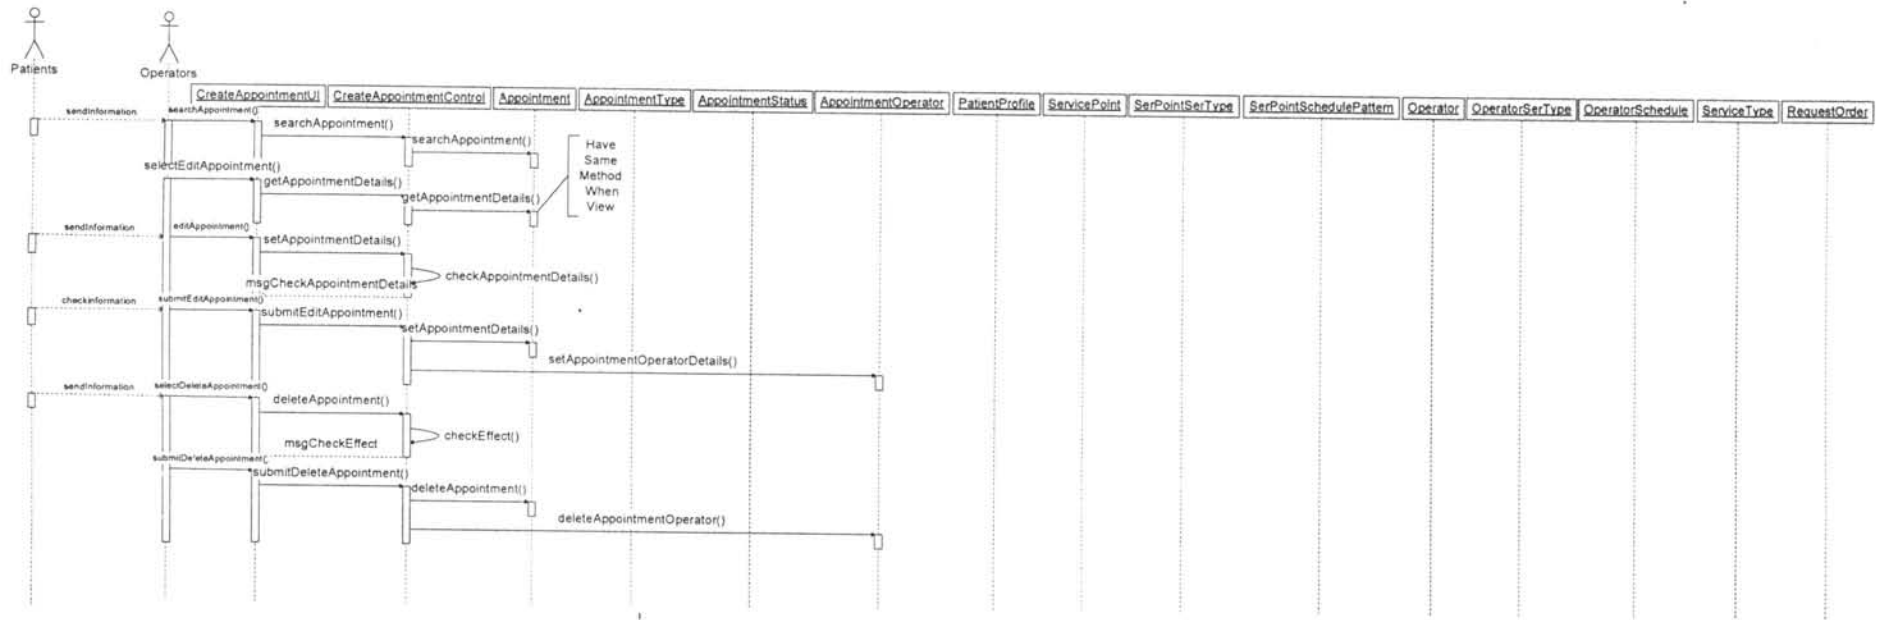 Patients
Operators
CreateAppointmentUI
CreateAppointmentControl
Appointment
AppointmentType
AppointmentStatus
AppointmentOperator
PatientProfile
ServicePoint
SerPointSerType
SerPointSchedulePattern
Operator
OperatorSerType
OperatorSchedule
ServiceType
RequestOrder
sendInformation
searchAppointment()
searchAppointment()
searchAppointment()
Have
Same
Method
When
View
selectEditAppointment()
getAppointmentDetails()
getAppointmentDetails()
sendInformation
editAppointment()
setAppointmentDetails()
checkAppointmentDetails()
msgCheckAppointmentDetails
checkinformation
submitEditAppointment()
submitEditAppointment()
setAppointmentDetails()
setAppointmentOperatorDetails()
sendInformation
selectDeleteAppointment()
deleteAppointment()
checkEffect()
msgCheckEffect
submitDeleteAppointment()
submitDeleteAppointment()
deleteAppointment()
deleteAppointmentOperator()